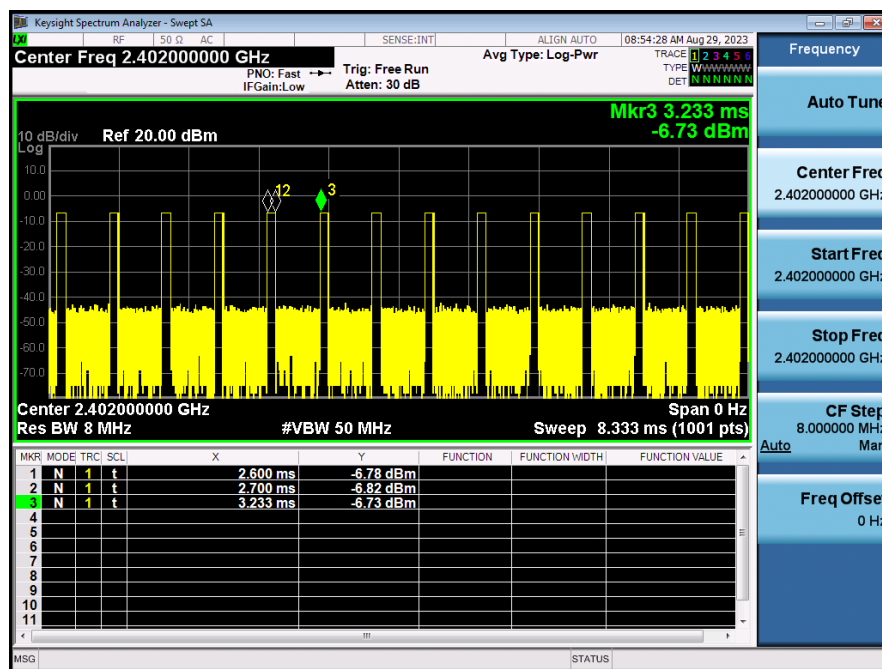 Keysight Spectrum Analyzer - Swept SA
LXI RF 50 Ω AC SENSE:INT ALIGN AUTO 08:54:28 AM Aug 29, 2023
Center Freq 2.402000000 GHz
PNO: Fast
IFGain:Low
Trig: Free Run
Atten: 30 dB
Avg Type: Log-Pwr
TRACE 1 2 3 4 5 6
TYPE WWWWWW
DET N N N N N N
Mkr3 3.233 ms
-6.73 dBm
10 dB/div Ref 20.00 dBm
Log
10.0
0.00
-10.0
-20.0
-30.0
-40.0
-50.0
-60.0
-70.0
12
3
Center 2.402000000 GHz Span 0 Hz
Res BW 8 MHz #VBW 50 MHz Sweep 8.333 ms (1001 pts)
MKR MODE TRC SCL X Y FUNCTION FUNCTION WIDTH FUNCTION VALUE
1 N 1 t 2.600 ms -6.78 dBm
2 N 1 t 2.700 ms -6.82 dBm
3 N 1 t 3.233 ms -6.73 dBm
4
5
6
7
8
9
10
11
MSG STATUS
Frequency
Auto Tune
Center Freq
2.402000000 GHz
Start Freq
2.402000000 GHz
Stop Freq
2.402000000 GHz
CF Step
8.000000 MHz
Auto Man
Freq Offset
0 Hz